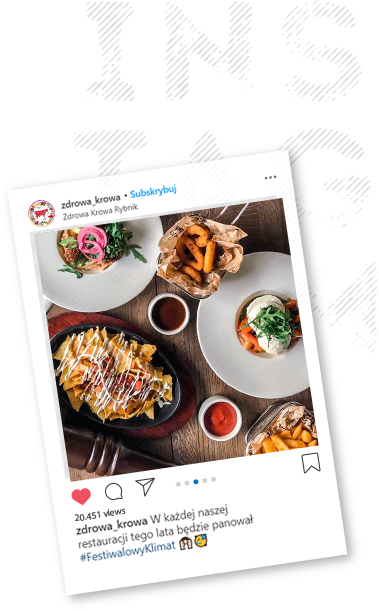 INS
TAG
R
zdrowa_krowa • Subskrybuj
Zdrowa Krowa Rybnik
20.451 views
zdrowa_krowa W każdej naszej
restauracji tego lata będzie panował
#FestiwalowyKlimat